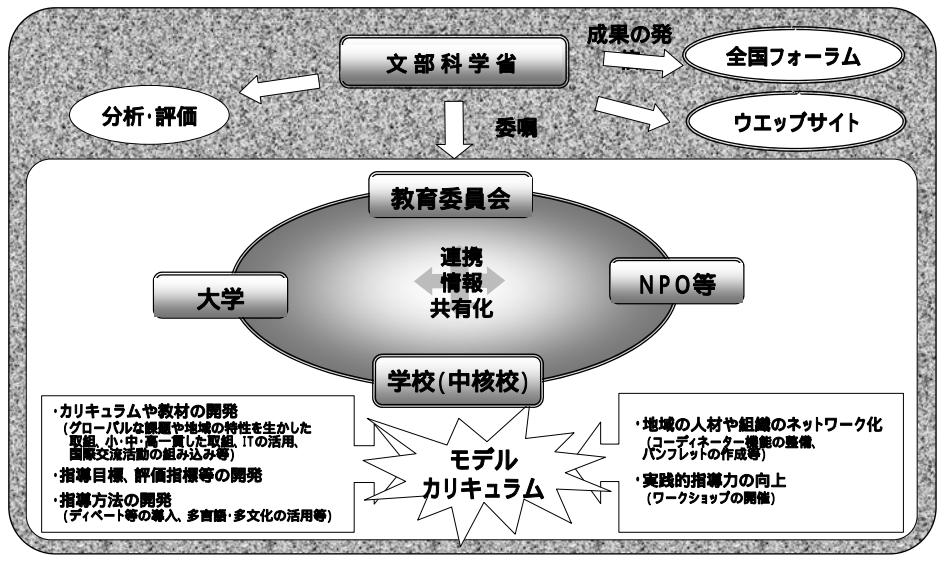 文部科学省
成果の発
全国フォーラム
ウエッブサイト
分析・評価
委嘱
教育委員会
大学
連携
情報
共有化
NPO等
学校(中核校)
・カリキュラムや教材の開発
(グローバルな課題や地域の特性を生かした
取組、小・中・高一貫した取組、ITの活用、
国際交流活動の組み込み等)
・指導目標、評価指標等の開発
・指導方法の開発
(ディベート等の導入、多言語・多文化の活用等)
モデル
カリキュラム
・地域の人材や組織のネットワーク化
(コーディネーター機能の整備、
パンフレットの作成等)
・実践的指導力の向上
(ワークショップの開催)